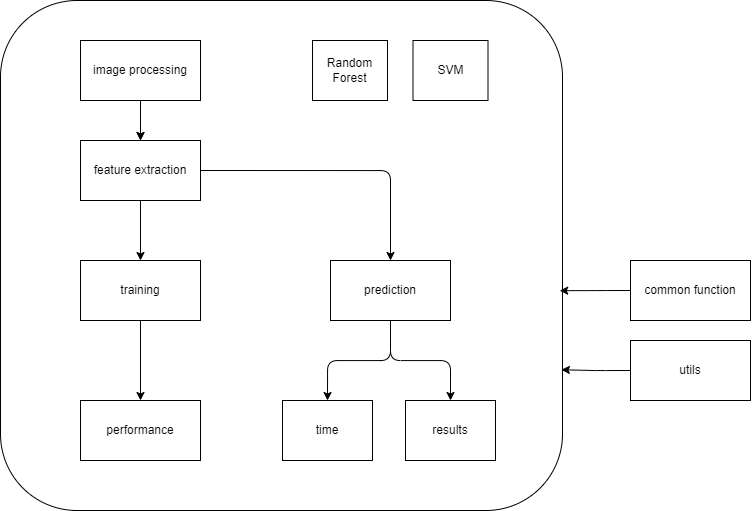 image processing
Random
Forest
SVM
feature extraction
training
prediction
common function
utils
performance
time
results